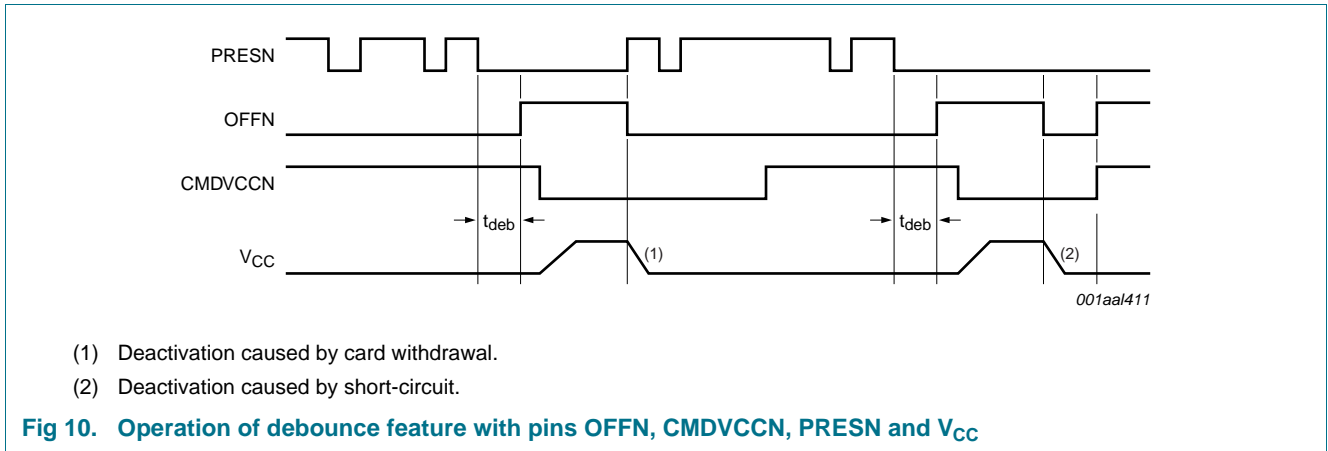 PRESN
OFFN
CMDVCCN
tdeb tdeb
VCC
(1) (2)
001aal411
(1) Deactivation caused by card withdrawal.
(2) Deactivation caused by short-circuit.
Fig 10. Operation of debounce feature with pins OFFN, CMDVCCN, PRESN and VCC